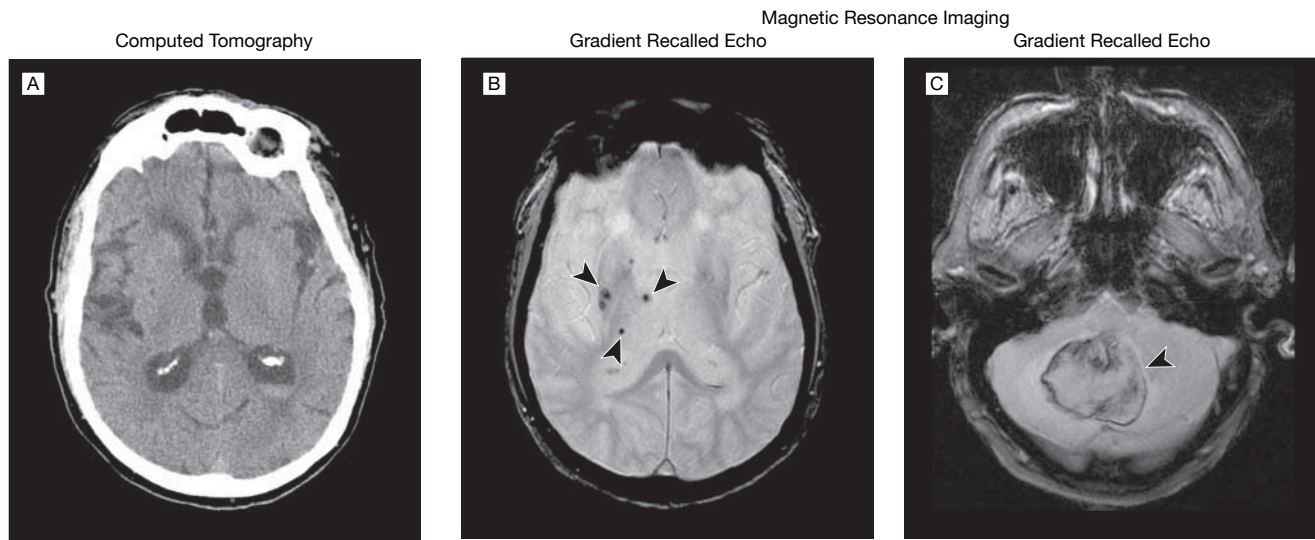 Magnetic Resonance Imaging
Computed Tomography
Gradient Recalled Echo
Gradient Recalled Echo
A
B
C